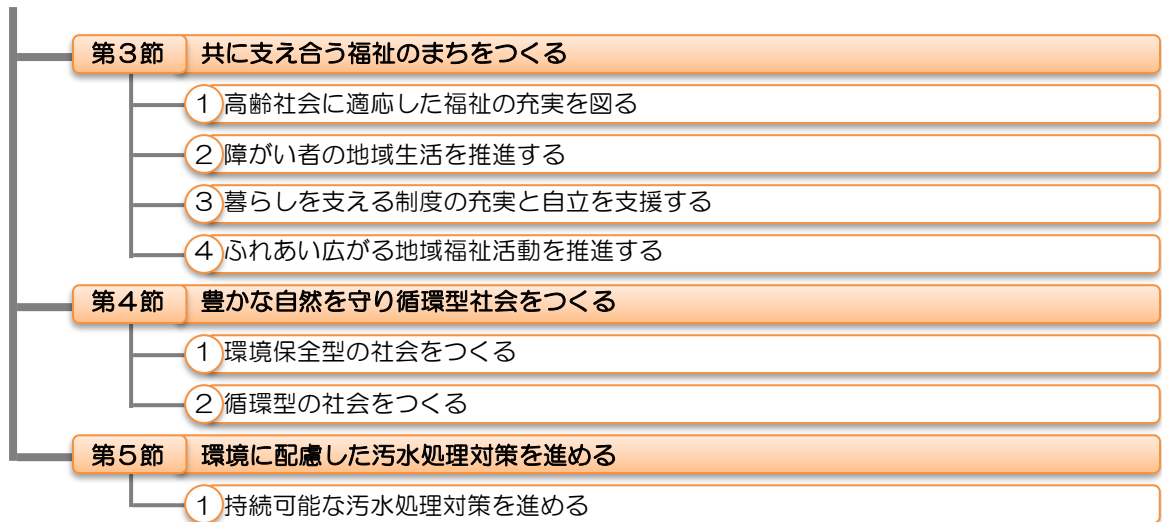 第3節 共に支え合う福祉のまちをつくる
1 高齢社会に適応した福祉の充実を図る
2 障がい者の地域生活を推進する
3 暮らしを支える制度の充実と自立を支援する
4 ふれあい広がる地域福祉活動を推進する
第4節 豊かな自然を守り循環型社会をつくる
1 環境保全型の社会をつくる
2 循環型の社会をつくる
第5節 環境に配慮した汚水処理対策を進める
1 持続可能な汚水処理対策を進める